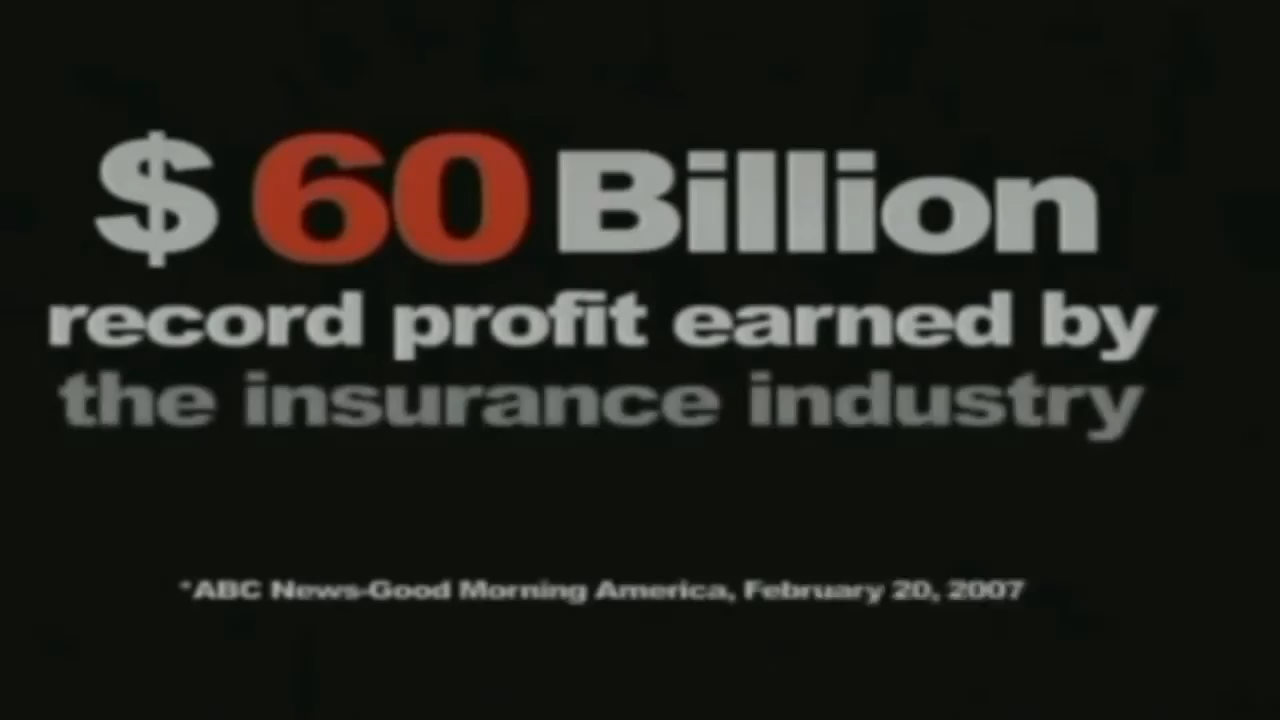 $ 60 Billion
record profit earned by
the insurance industry
*ABC News-Good Morning America, February 20, 2007